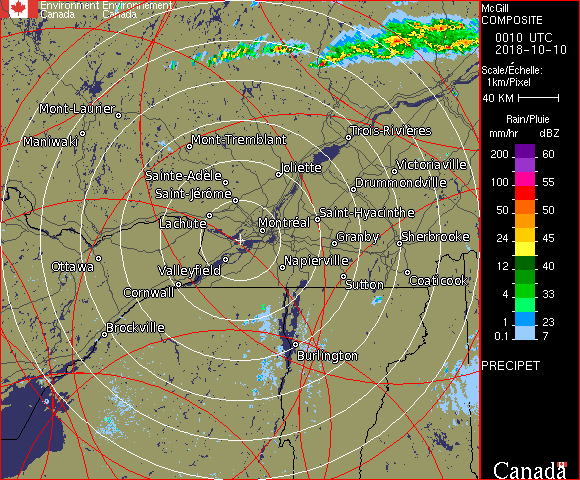 Environment Environnement
Canada Canada
Mont-Laurier
Maniwaki
Mont-Tremblant
Trois-Rivières
Joliette
Victoriaville
Sainte-Adèle
Drummondville
Saint-Jérôme
Saint-Hyacinthe
Lachute
Montréal
Granby
Sherbrooke
Ottawa
Valleyfield
Napierville
Cornwall
Sutton
Coaticook
Brockville
Burlington
McGill
COMPOSITE
0010 UTC
2018-10-10
Scale/Échelle:
1km/Pixel
40 KM
Rain/Pluie
mm/hr dBZ
200 60
155
100 55
50 50
24 45
12 40
4 33
1 23
0.1 7
PRECIPET
Canada